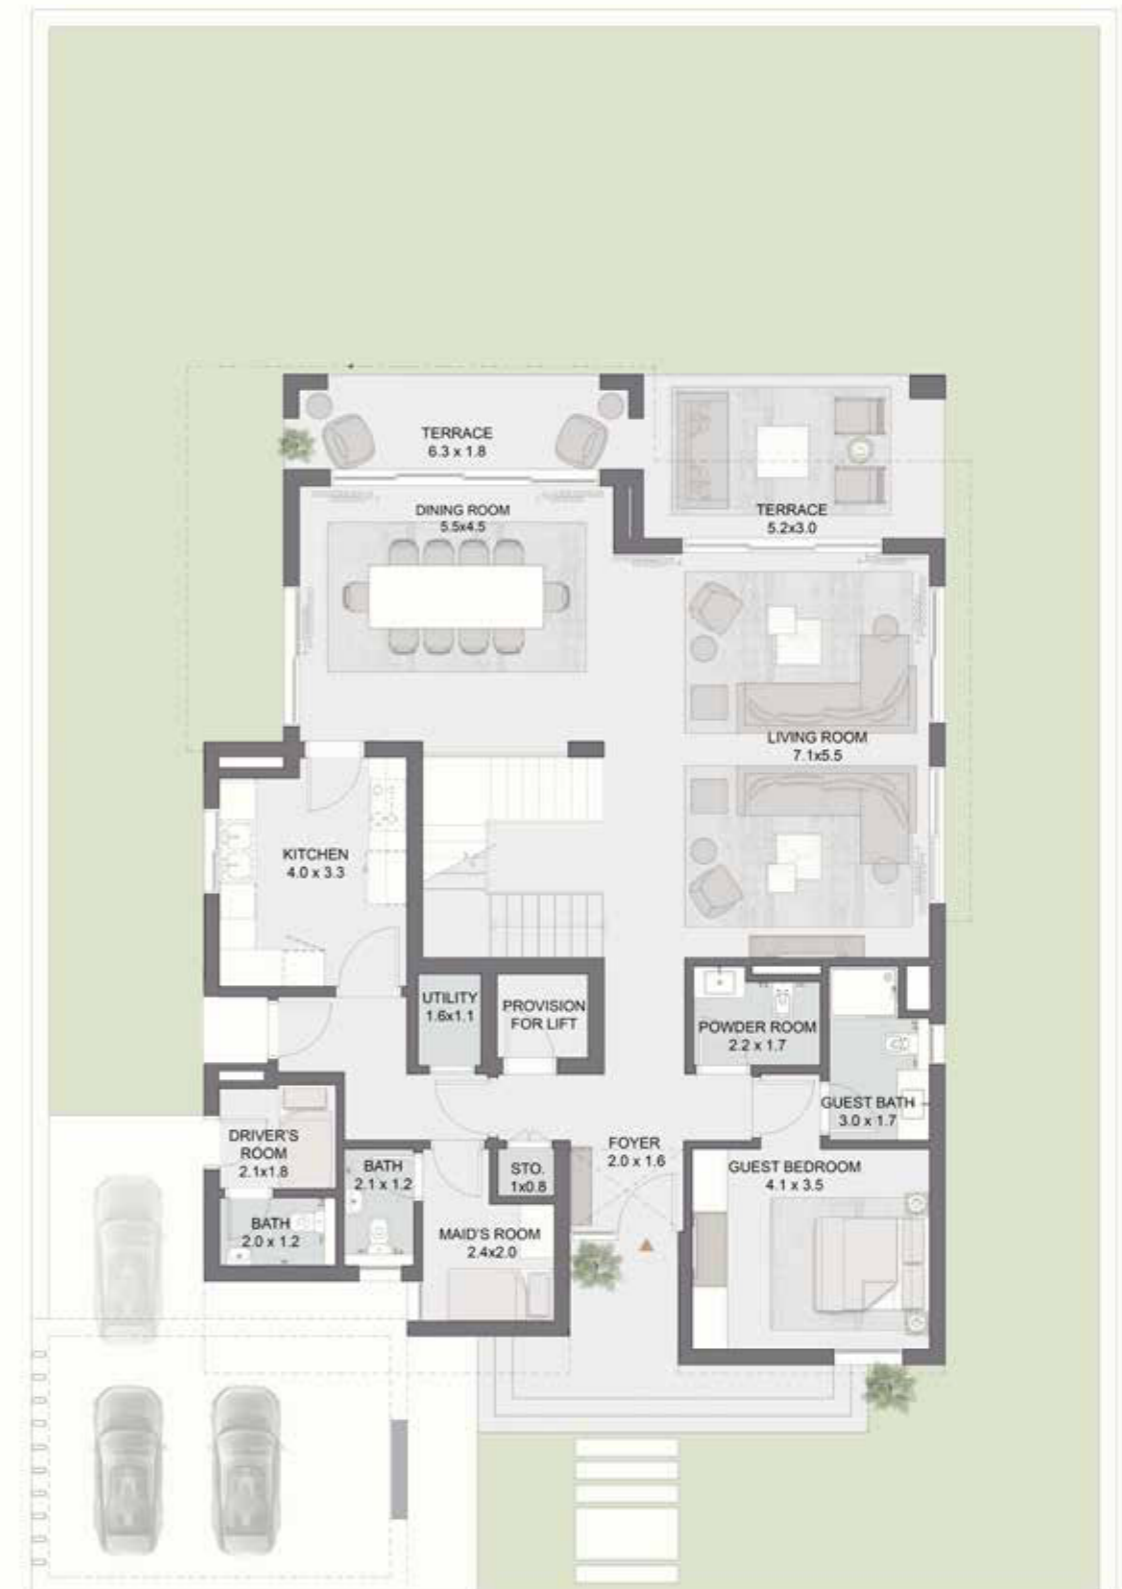 TERRACE
6.3 x 1.8
TERRACE
5.2x3.0
DINING ROOM
5.5x4.5
LIVING ROOM
7.1x5.5
KITCHEN
4.0 x 3.3
UTILITY
1.6x1.1
PROVISION
FOR LIFT
POWDER ROOM
2.2 x 1.7
GUEST BATH
3.0 x 1.7
DRIVER'S
ROOM
2.1x1.8
BATH
2.1 x 1.2
STO.
1x0.8
FOYER
2.0 x 1.6
GUEST BEDROOM
4.1 x 3.5
BATH
2.0 x 1.2
MAID'S ROOM
2.4x2.0